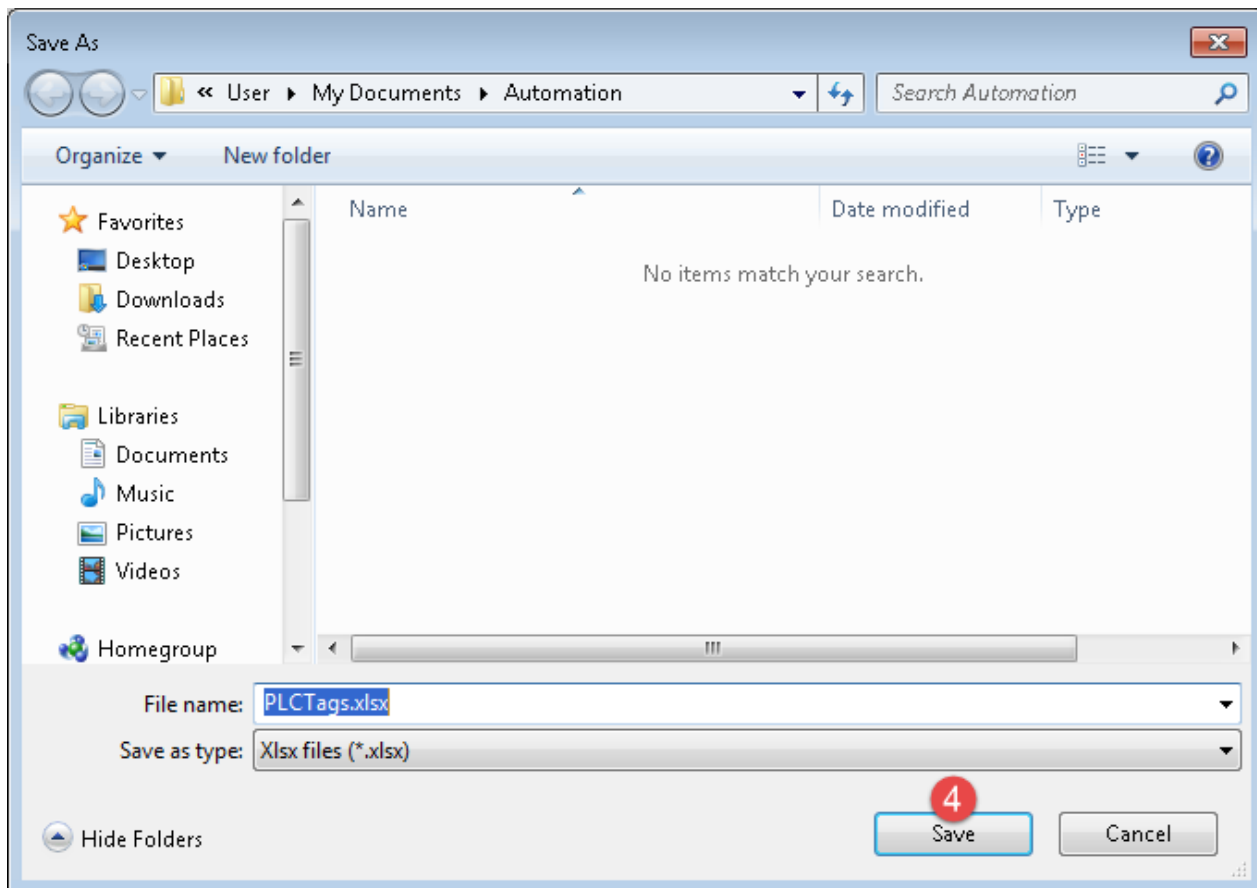 Save As
« User ▸ My Documents ▸ Automation
Search Automation
Organize
New folder
Name
Date modified
Type
No items match your search.
Favorites
Desktop
Downloads
Recent Places
Libraries
Documents
Music
Pictures
Videos
Homegroup
File name: PLCTags.xlsx
Save as type: Xlsx files (*.xlsx)
4
Hide Folders
Save
Cancel